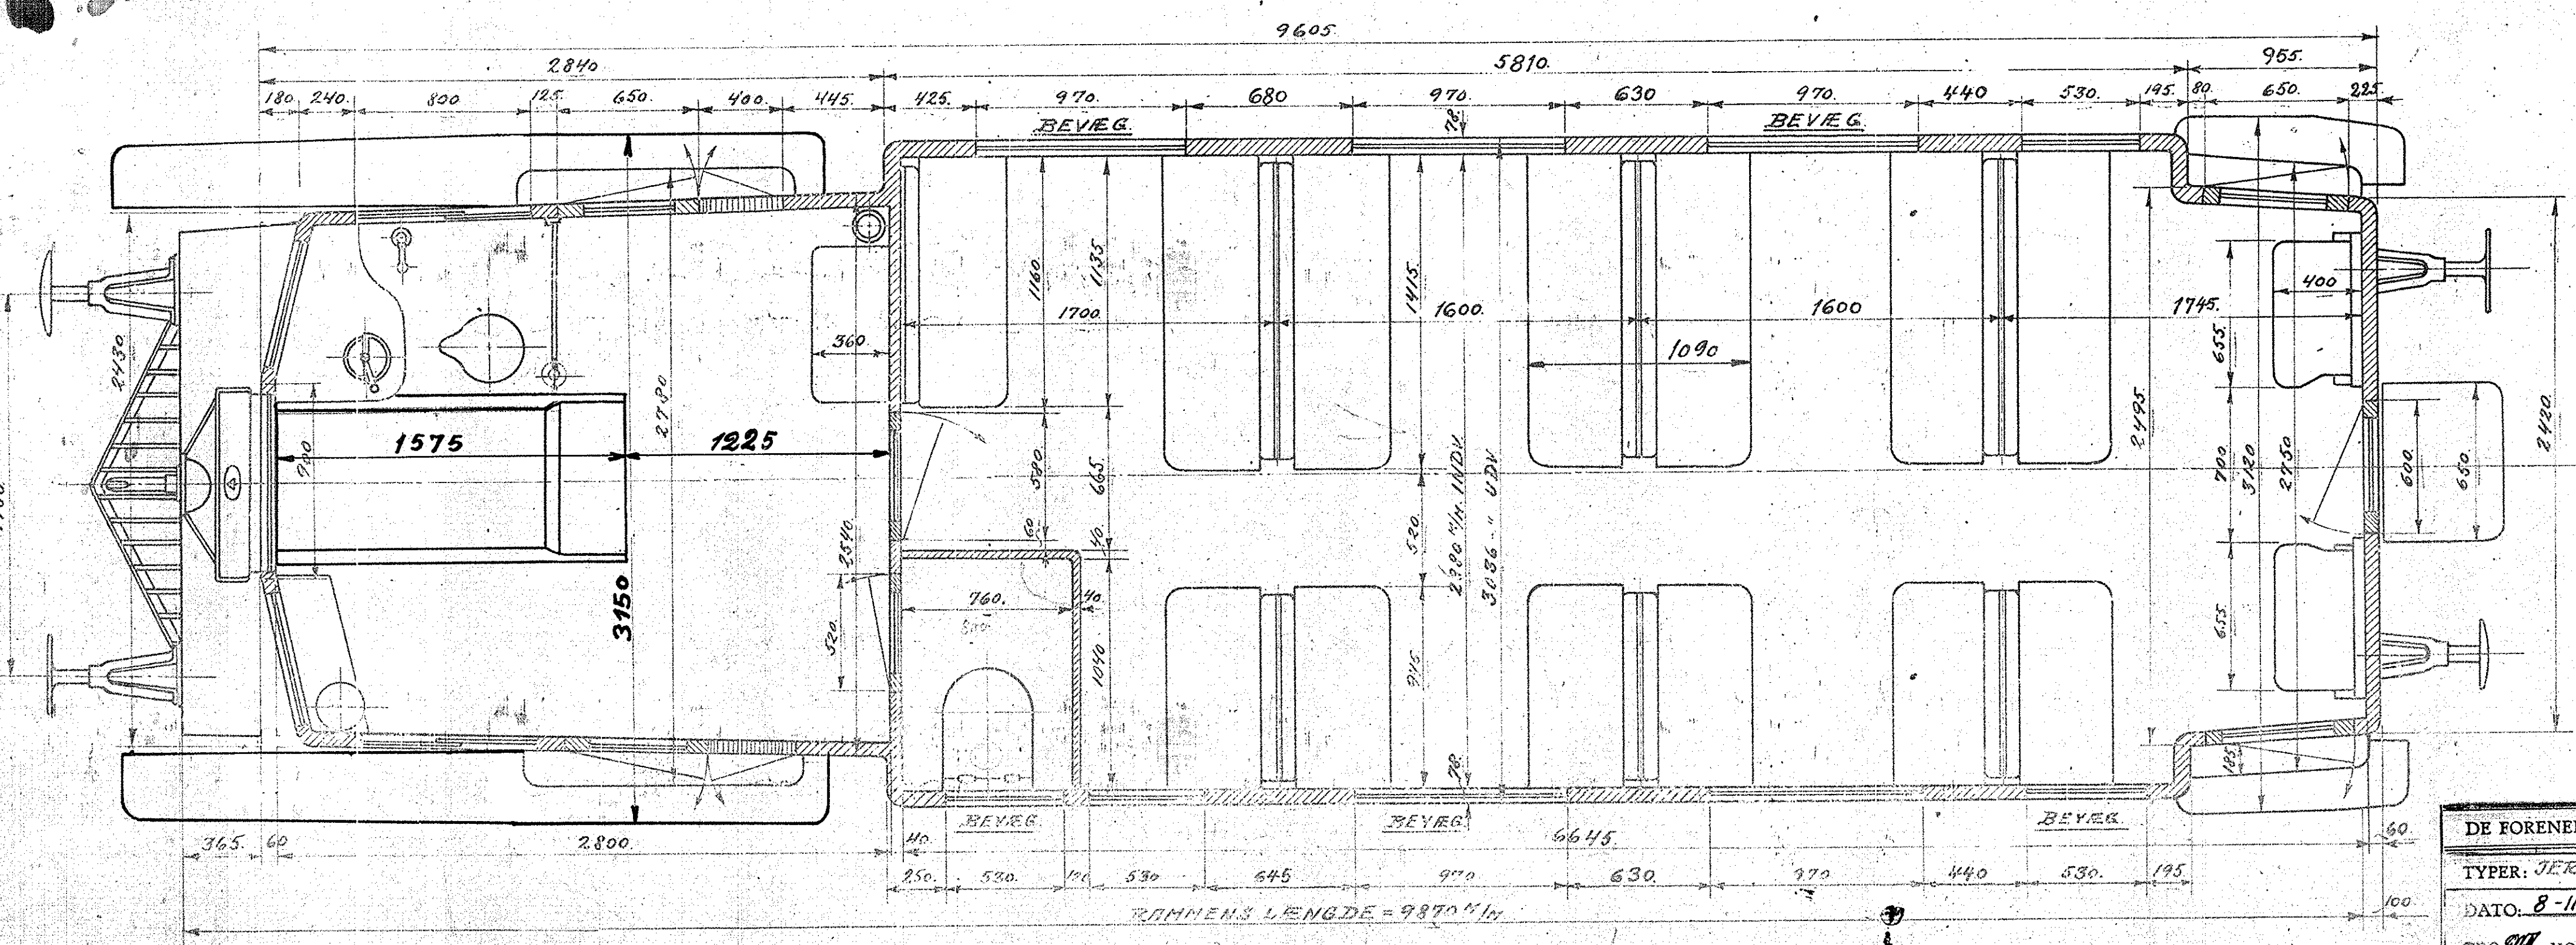 9605.
2840. 5810. 955.
180. 240. 800 125. 650. 400. 445. 425. 970. 680 970. 630 970. 440 530. 195. 80. 650. 225.
BEVÆG. 78. BEVÆG.
1160. 1135. 1415.
1700. 1600. 1600 1745. 400
360. 1090 655.
2430. 2780 2495. 2420.
1575 1225
900 580 665. 700 3120 2750 600. 650
60 40. 520. 2880 M/M INDV.
3036 - " UDV
2540.
3150 760. 40.
520. 1040 945 655.
78. 185.
BEVÆG. BEVÆG. BEVÆG.
365. 60 2800. 40. 6645. 60.
250. 530. 530 645 970 630. 970 440 530. 195.
RAMMENS LÆNGDE = 9870 M/M
100
DE FORENE
TYPER:
DATO: 8-11